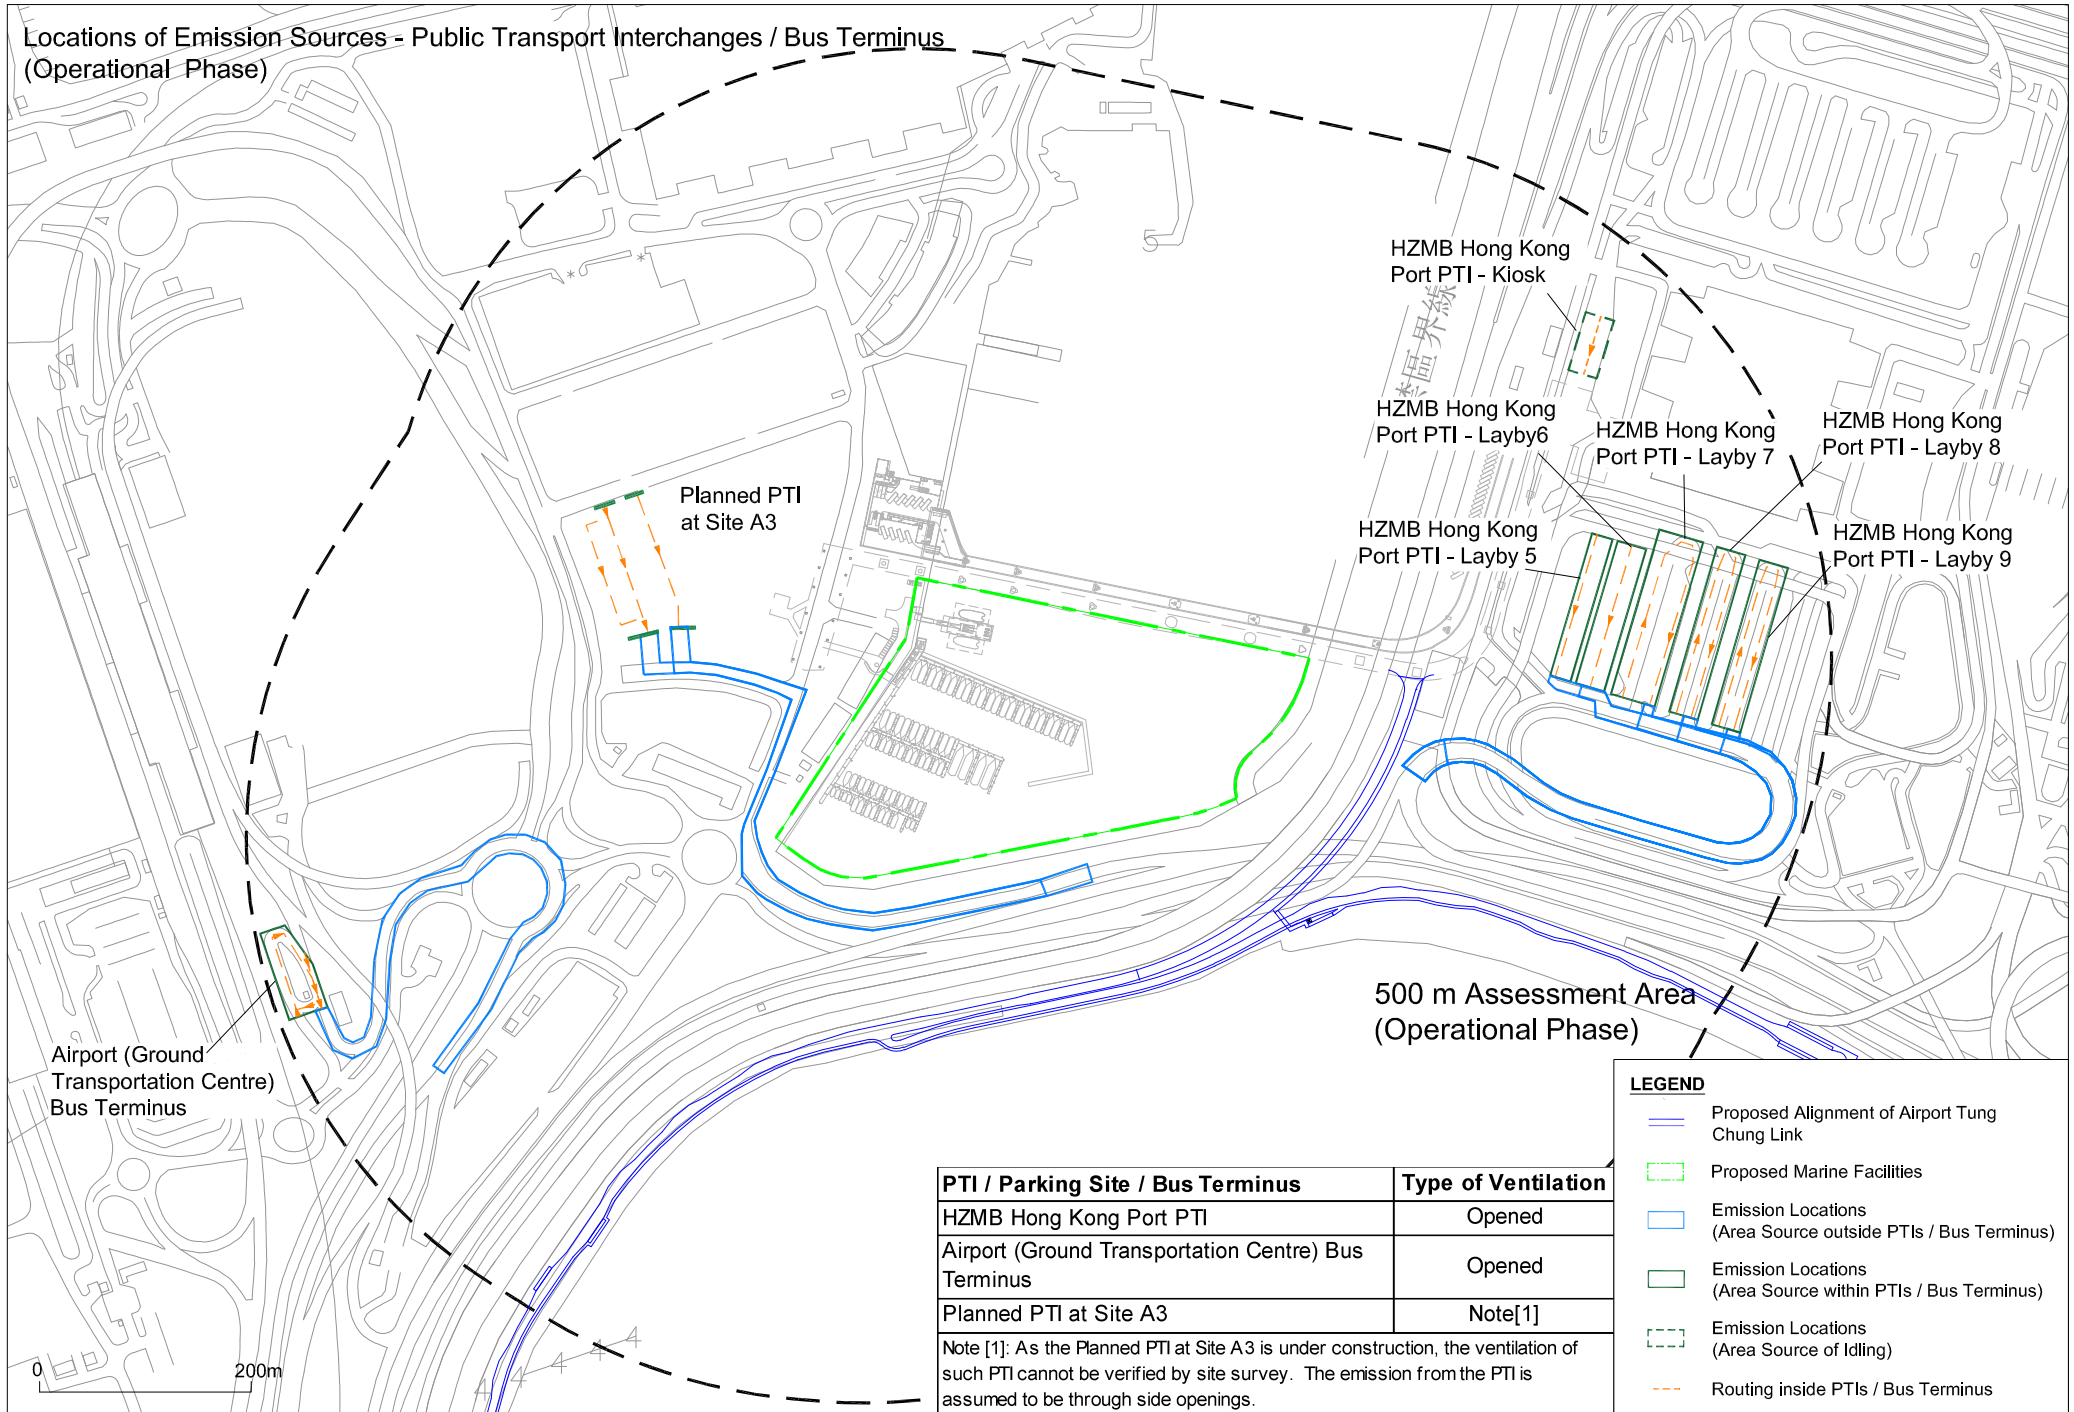 Locations of Emission Sources - Public Transport Interchanges / Bus Terminus
(Operational Phase)
HZMB Hong Kong
Port PTI - Kiosk
區界線
HZMB Hong Kong
Port PTI - Layby6
HZMB Hong Kong
Port PTI - Layby 7
HZMB Hong Kong
Port PTI - Layby 8
Planned PTI
at Site A3
HZMB Hong Kong
Port PTI - Layby 5
HZMB Hong Kong
Port PTI - Layby 9
500 m Assessment Area
(Operational Phase)
Airport (Ground
Transportation Centre)
Bus Terminus
0 200m
PTI / Parking Site / Bus Terminus Type of Ventilation
HZMB Hong Kong Port PTI Opened
Airport (Ground Transportation Centre) Bus
Terminus Opened
Planned PTI at Site A3 Note[1]
Note [1]: As the Planned PTI at Site A3 is under construction, the ventilation of
such PTI cannot be verified by site survey. The emission from the PTI is
assumed to be through side openings.
LEGEND
Proposed Alignment of Airport Tung
Chung Link
Proposed Marine Facilities
Emission Locations
(Area Source outside PTIs / Bus Terminus)
Emission Locations
(Area Source within PTIs / Bus Terminus)
Emission Locations
(Area Source of Idling)
Routing inside PTIs / Bus Terminus